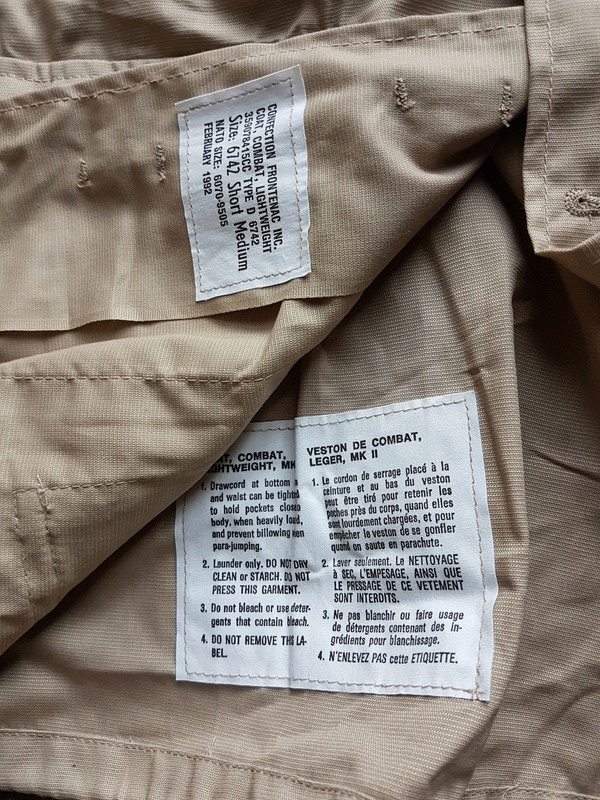 CONFECTION FRONTENAC INC.
COAT, COMBAT, LIGHTWEIGHT
359078415CC TYPE D 6742
Size: 6742 Short Medium
NATO SIZE: 6070-9505
FEBRUARY 1992
AT, COMBAT,
GHTWEIGHT, MK
1. Drawcord at bottom a
and waist can be tighte
to hold pockets close
body, when heavily load,
and prevent billowing
para-jumping.
2. Launder only. DO NOT DRY
CLEAN or STARCH. DO NOT
PRESS THIS GARMENT.
3. Do not bleach or use deter-
gents that contain bleach.
4. DO NOT REMOVE THIS LA-
BEL.
VESTON DE COMBAT,
LEGER, MK II
1. Le cordon de serrage placé à la
ceinture et au bas du veston
peut être tiré pour retenir les
poches près du corps, quand elles
sont lourdement chargées, et pour
empêcher le veston de se gonfler
quand on saute en parachute.
2. Laver seulement. Le NETTOYAGE
à SEC, L'EMPESAGE, AINSI QUE
LE PRESSAGE DE CE VETEMENT
SONT INTERDITS.
3. Ne pas blanchir ou faire usage
de détergents contenant des in-
grédients pour blanchissage.
4. N'ENLEVEZ PAS cette ETIQUETTE.